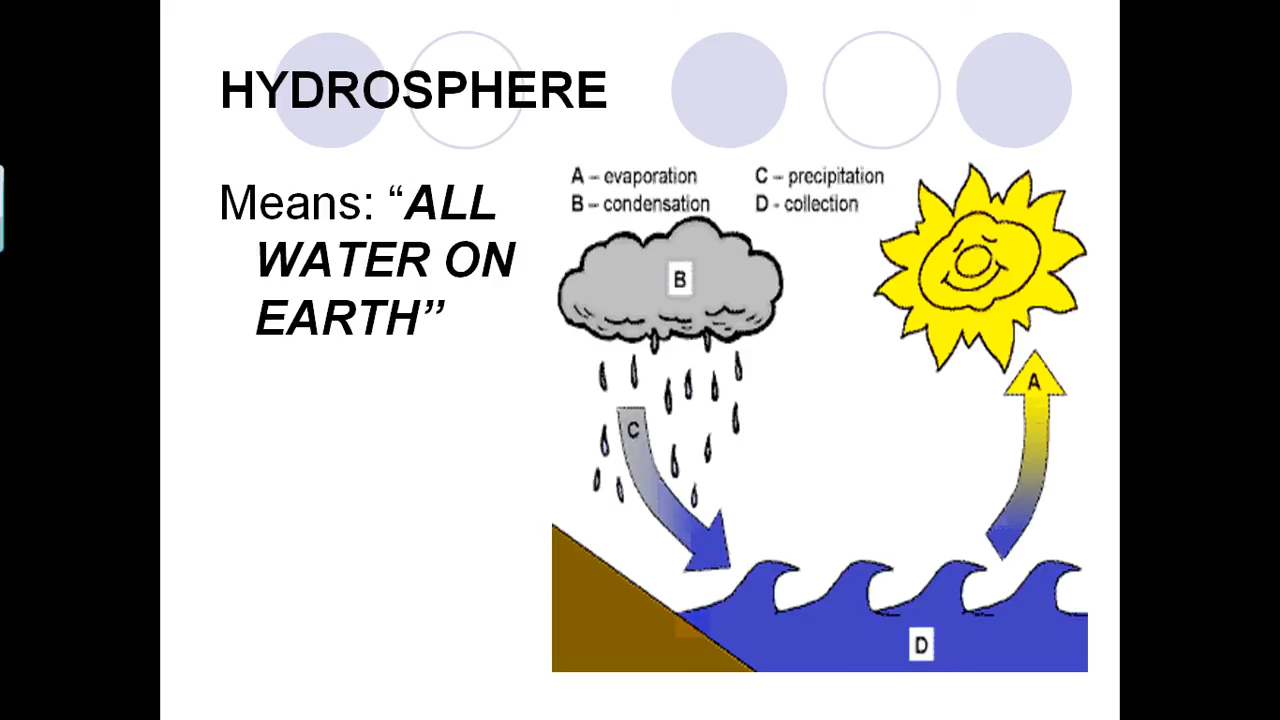 HYDROSPHERE
Means: “ALL
WATER ON
EARTH”
A – evaporation C – precipitation
B – condensation D - collection
B
C
A
D